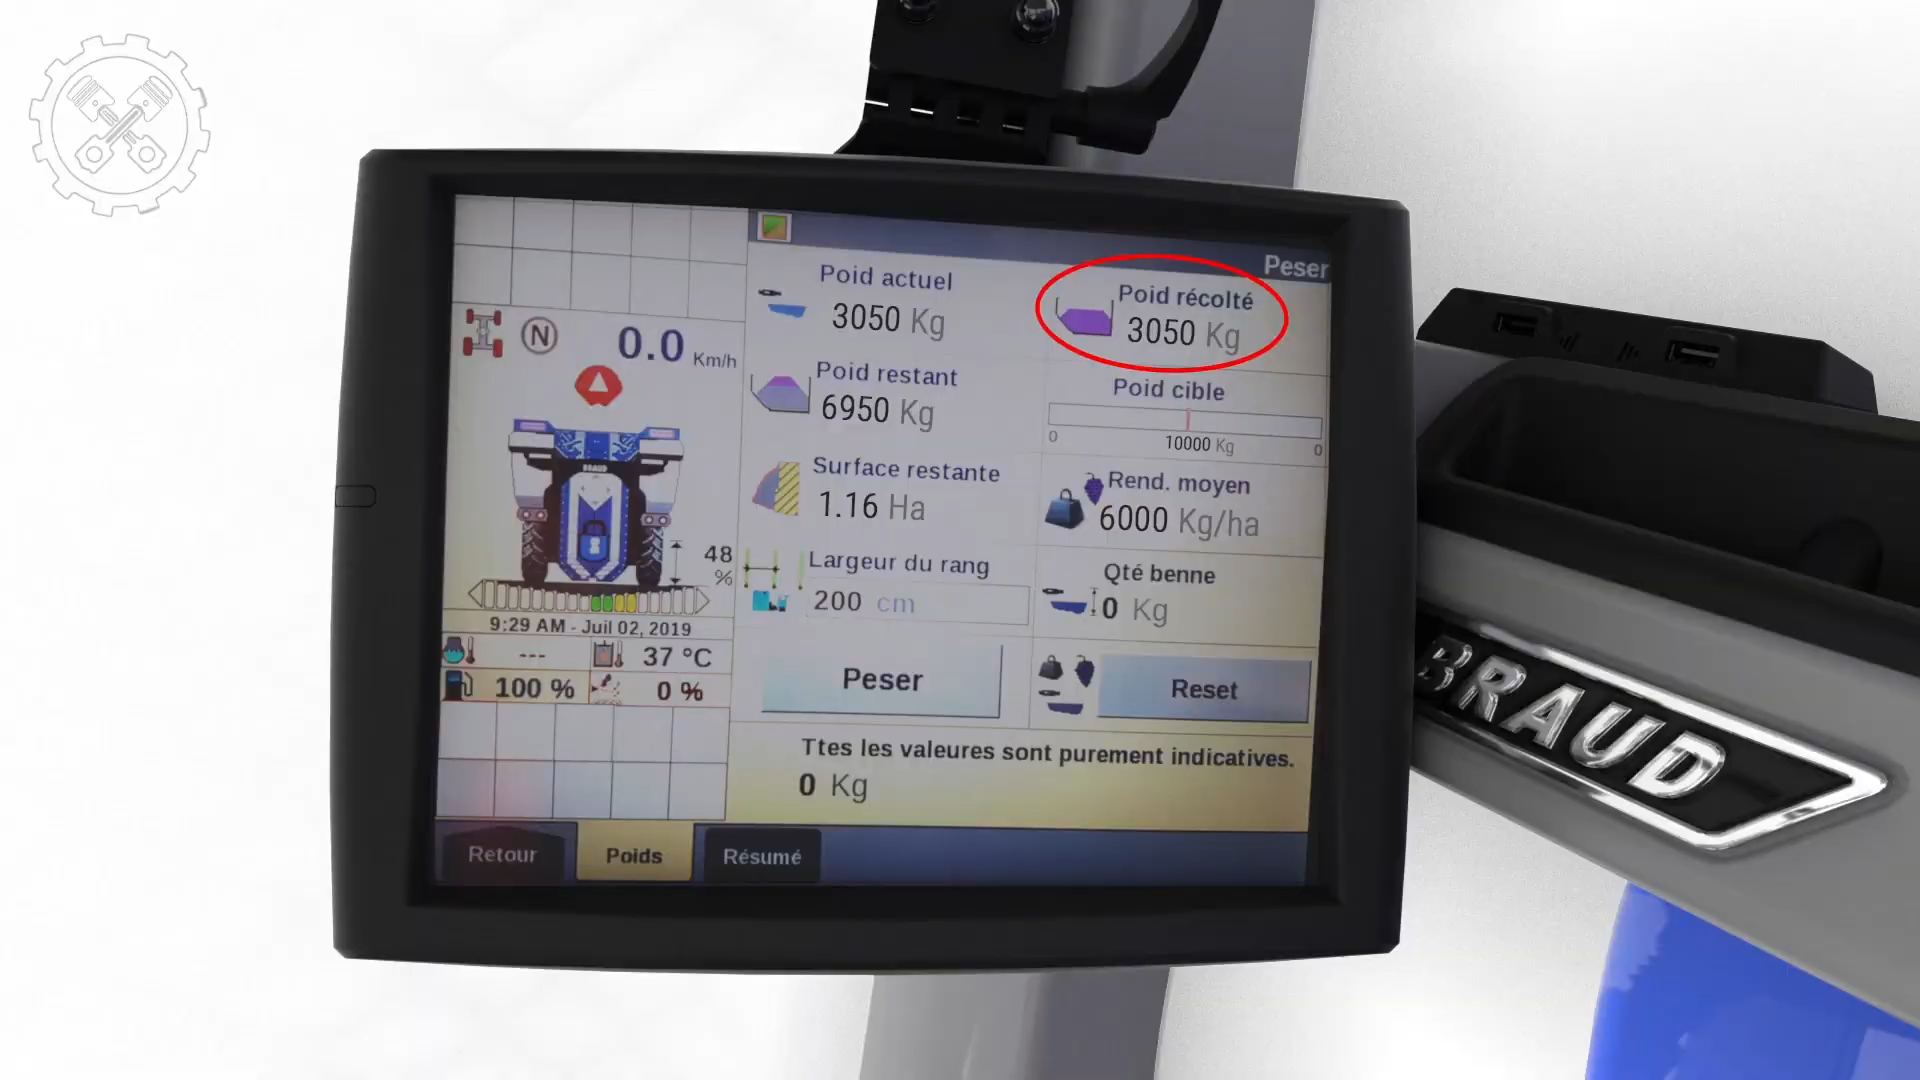 Peser
Poid actuel
3050 Kg
Poid récolté
3050 Kg
N
0.0 Km/h
Poid restant
6950 Kg
Poid cible
0 10000 Kg 0
BRAUD
Surface restante
1.16 Ha
Rend. moyen
6000 Kg/ha
48
%
Largeur du rang
200 cm
Qté benne
0 Kg
9:29 AM - Juil 02, 2019
--- 37 °C
100 % 0 %
Peser
Reset
Ttes les valeures sont purement indicatives.
0 Kg
Retour Poids Résumé
BRAUD